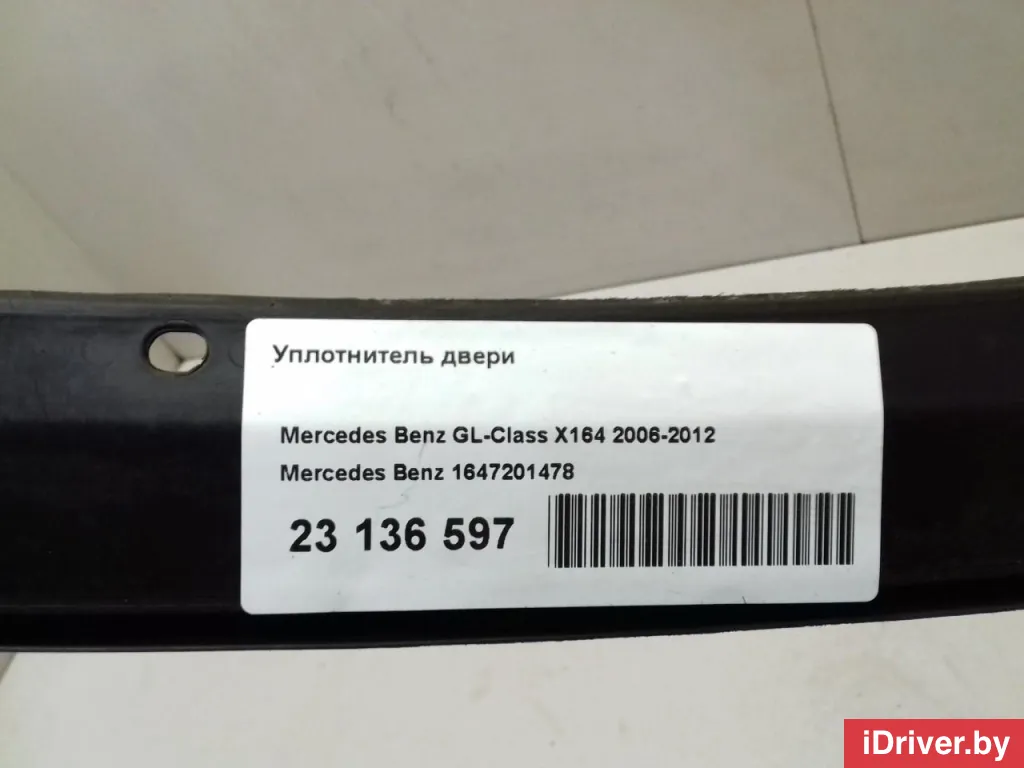 Уплотнитель двери
Mercedes Benz GL-Class X164 2006-2012
Mercedes Benz 1647201478
23 136 597
iDriver.by